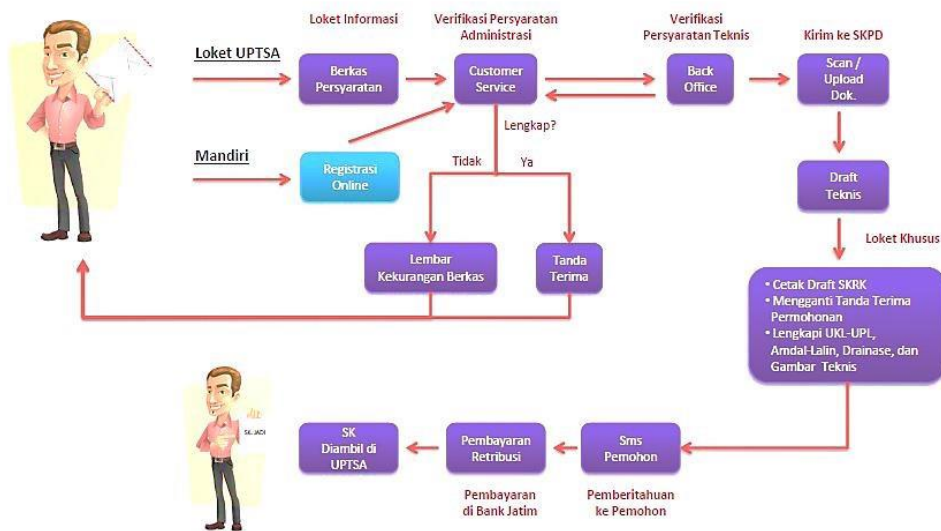 Loket Informasi
Verifikasi Persyaratan
Administrasi
Verifikasi
Persyaratan Teknis
Kirim ke SKPD
Loket UPTSA
Berkas
Persyaratan
Customer
Service
Back
Office
Scan /
Upload
Dok.
Lengkap?
Mandiri
Registrasi
Online
Tidak
Ya
Draft
Teknis
Loket Khusus
Lembar
Kekurangan Berkas
Tanda
Terima
• Cetak Draft SKRK
• Mengganti Tanda Terima
Permohonan
• Lengkapi UKL-UPL,
Amdal-Lalin, Drainase, dan
Gambar Teknis
SK JADI
SK
Diambil di
UPTSA
Pembayaran
Retribusi
Sms
Pemohon
Pembayaran
di Bank Jatim
Pemberitahuan
ke Pemohon